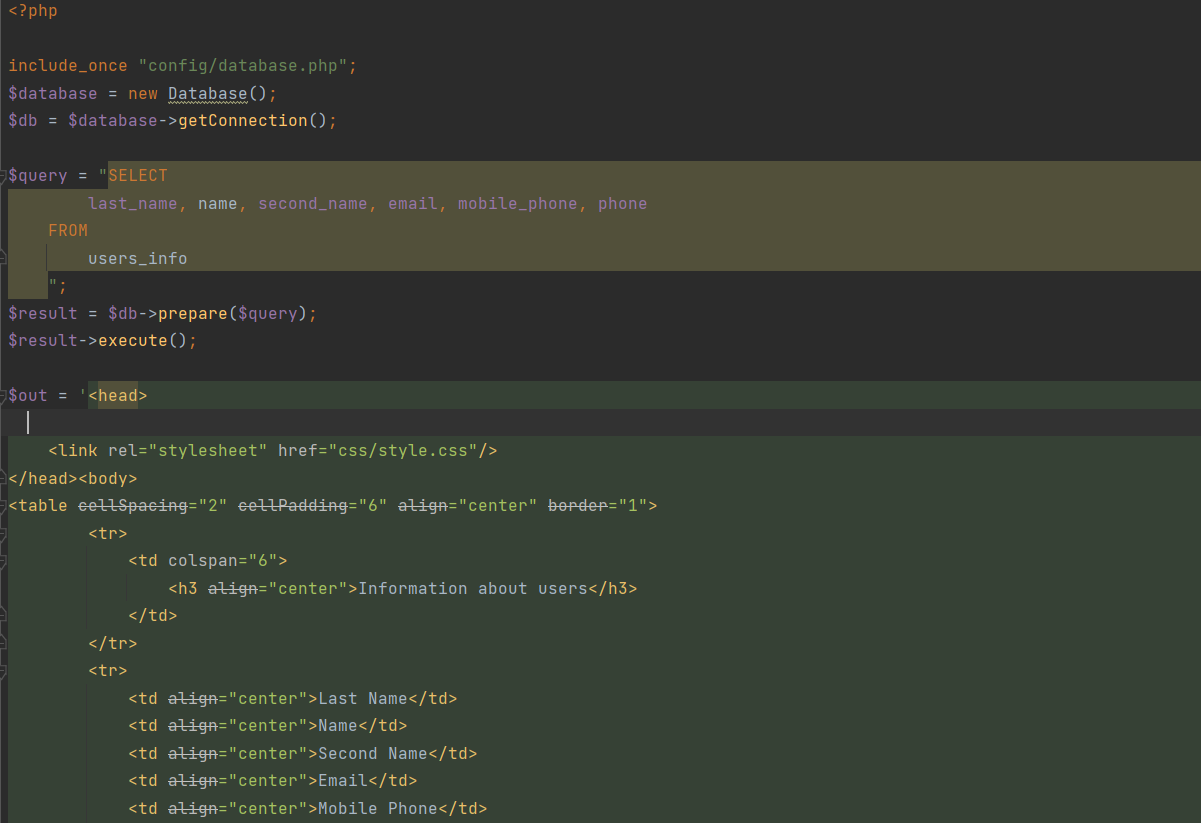 <?php
include_once "config/database.php";
$database = new Database();
$db = $database->getConnection();
$query = "SELECT
last_name, name, second_name, email, mobile_phone, phone
FROM
users_info
";
$result = $db->prepare($query);
$result->execute();
$out = '<head>
<link rel="stylesheet" href="css/style.css"/>
</head><body>
<table cellSpacing="2" cellPadding="6" align="center" border="1">
<tr>
<td colspan="6">
<h3 align="center">Information about users</h3>
</td>
</tr>
<tr>
<td align="center">Last Name</td>
<td align="center">Name</td>
<td align="center">Second Name</td>
<td align="center">Email</td>
<td align="center">Mobile Phone</td>